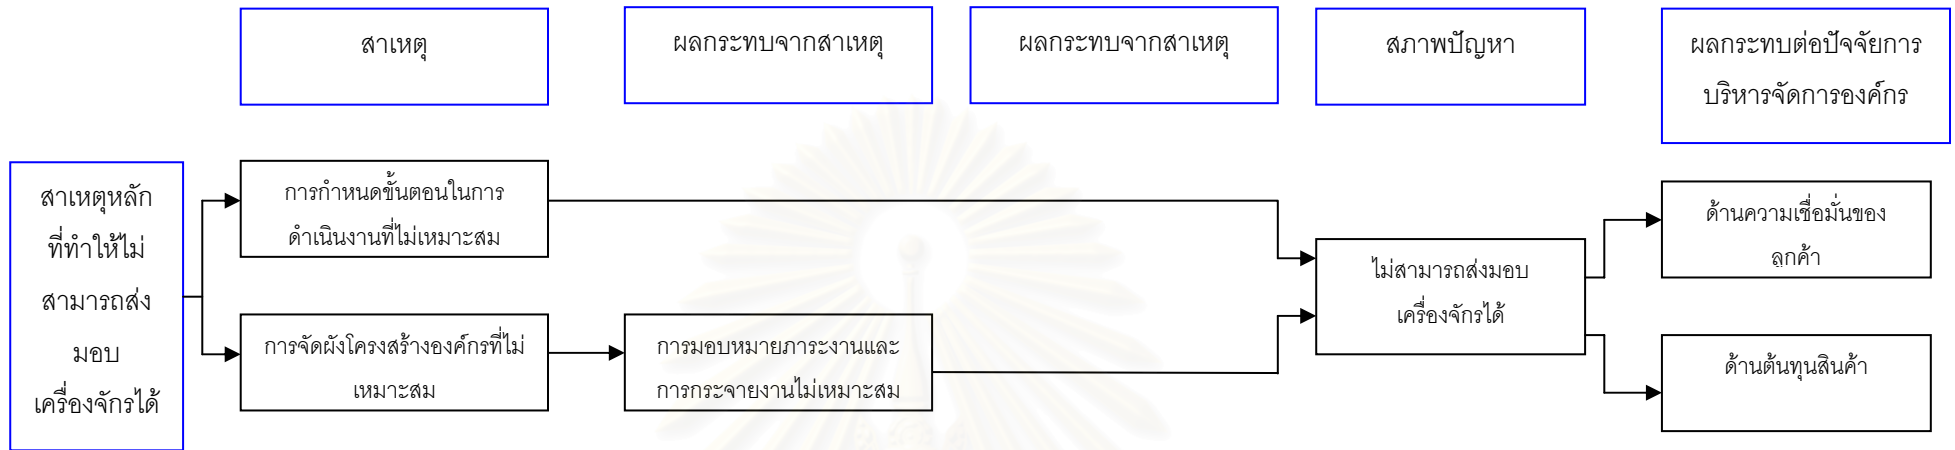 สาเหตุ
ผลกระทบจากสาเหตุ
ผลกระทบจากสาเหตุ
สภาพปัญหา
ผลกระทบต่อปัจจัยการ
บริหารจัดการองค์กร
สาเหตุหลัก
ที่ทำให้ไม่
สามารถส่ง
มอบ
เครื่องจักรได้
การกำหนดขั้นตอนในการ
ดำเนินงานที่ไม่เหมาะสม
การจัดผังโครงสร้างองค์กรที่ไม่
เหมาะสม
การมอบหมายภาระงานและ
การกระจายงานไม่เหมาะสม
ไม่สามารถส่งมอบ
เครื่องจักรได้
ด้านความเชื่อมั่นของ
ลูกค้า
ด้านต้นทุนสินค้า